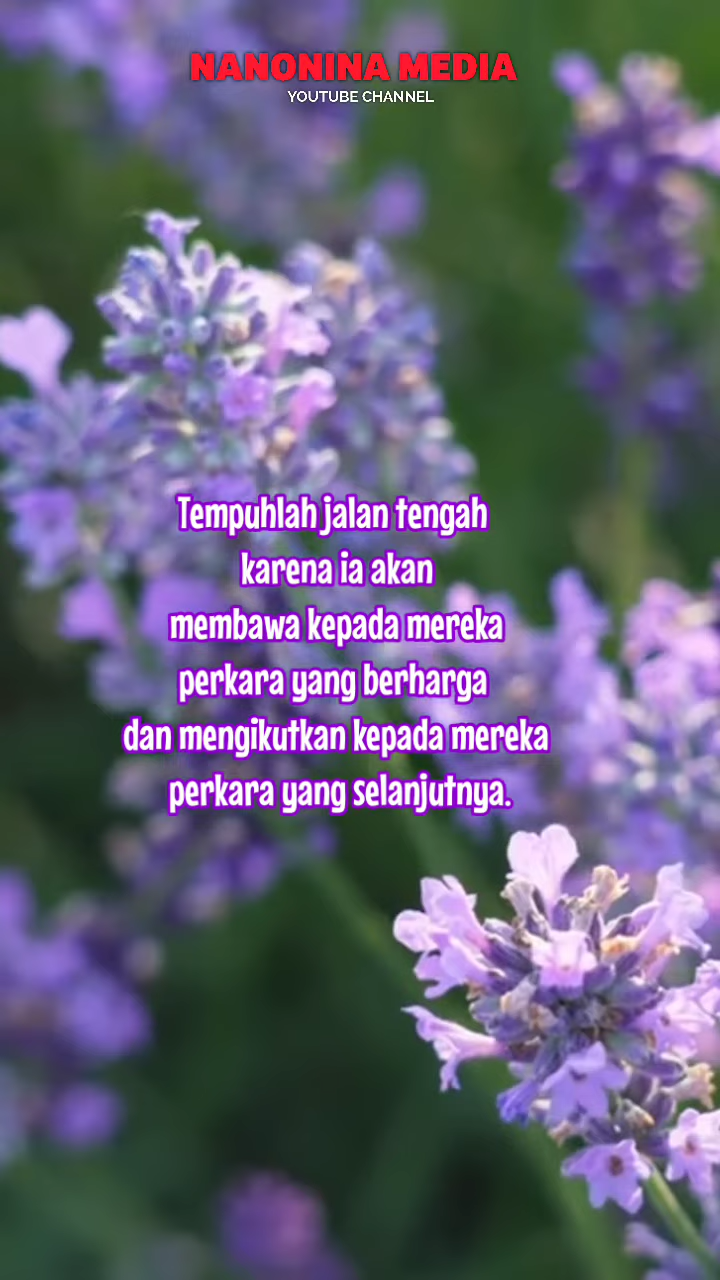 NANONINA MEDIA
YOUTUBE CHANNEL
Tempuhlah jalan tengah
karena ia akan
membawa kepada mereka
perkara yang berharga
dan mengikutkan kepada mereka
perkara yang selanjutnya.